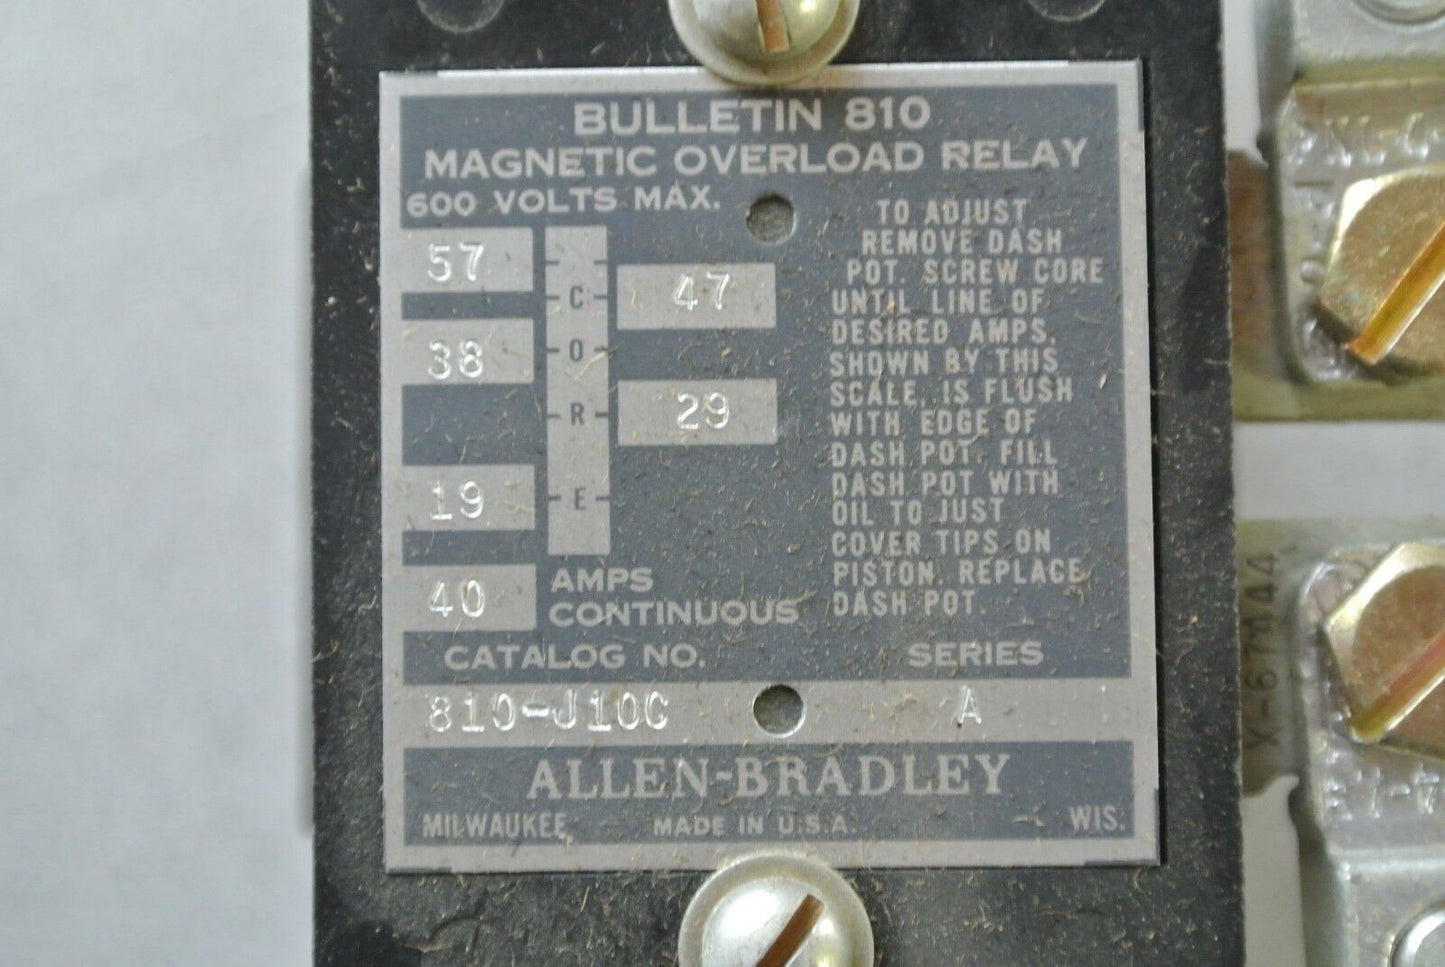 BULLETIN 810
MAGNETIC OVERLOAD RELAY
600 VOLTS MAX.
57
38
19
40
C
O
R
E
47
29
AMPS
CONTINUOUS
TO ADJUST
REMOVE DASH
POT. SCREW CORE
UNTIL LINE OF
DESIRED AMPS.
SHOWN BY THIS
SCALE, IS FLUSH
WITH EDGE OF
DASH POT. FILL
DASH POT WITH
OIL TO JUST
COVER TIPS ON
PISTON. REPLACE
DASH POT.
CATALOG NO. SERIES
810-J10C A
ALLEN-BRADLEY
MILWAUKEE, MADE IN U.S.A. WIS.
X-67M44